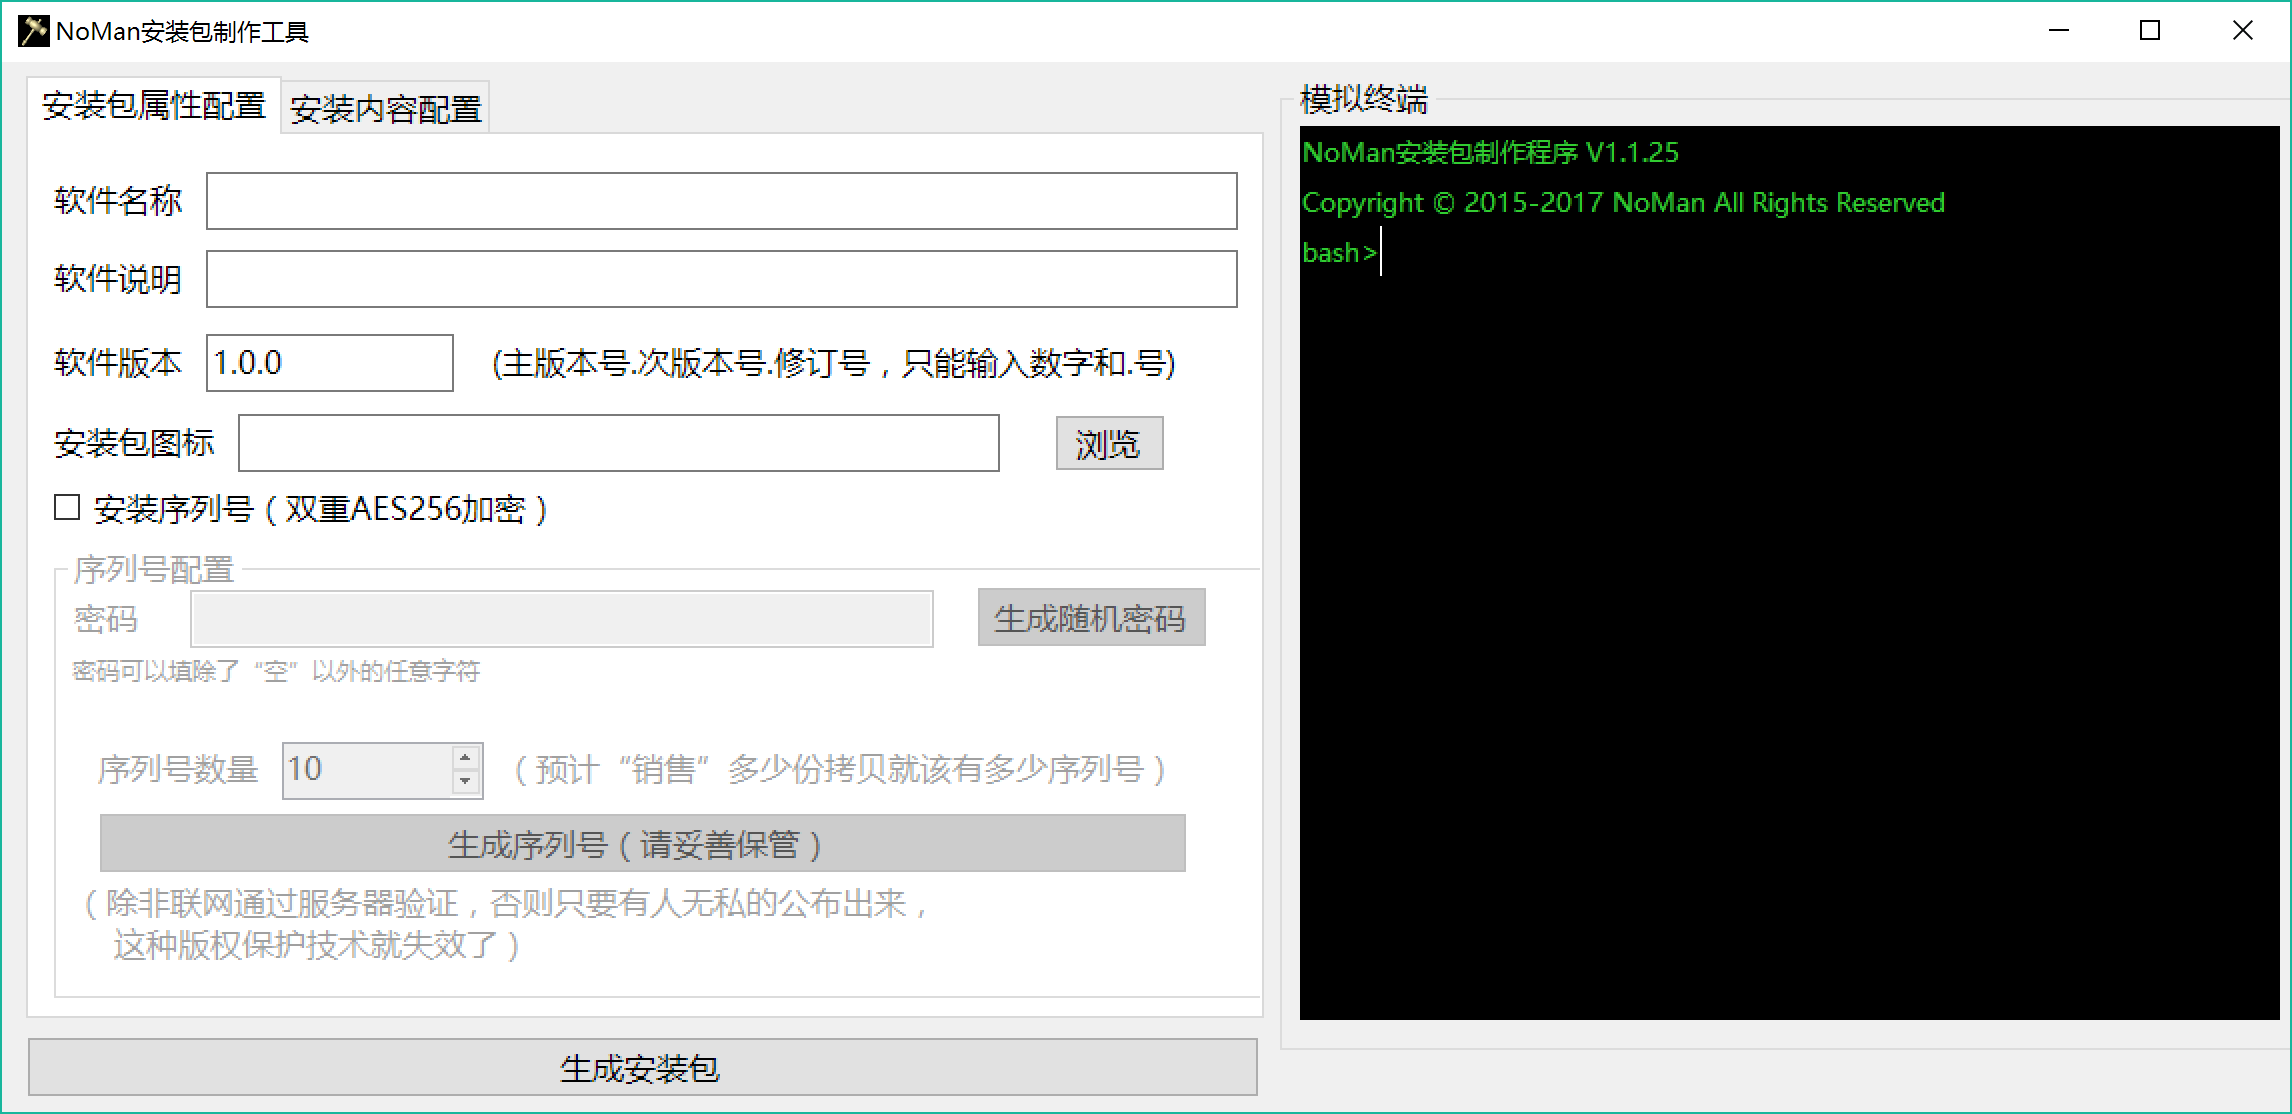 NoMan安装包制作工具
安装包属性配置
安装内容配置
软件名称
软件说明
软件版本
1.0.0
(主版本号.次版本号.修订号，只能输入数字和.号)
安装包图标
浏览
安装序列号（双重AES256加密）
序列号配置
密码
生成随机密码
密码可以填除了“空”以外的任意字符
序列号数量
10
（预计“销售”多少份拷贝就该有多少序列号）
生成序列号（请妥善保管）
（除非联网通过服务器验证，否则只要有人无私的公布出来，
这种版权保护技术就失效了）
生成安装包
模拟终端
NoMan安装包制作程序 V1.1.25
Copyright © 2015-2017 NoMan All Rights Reserved
bash>